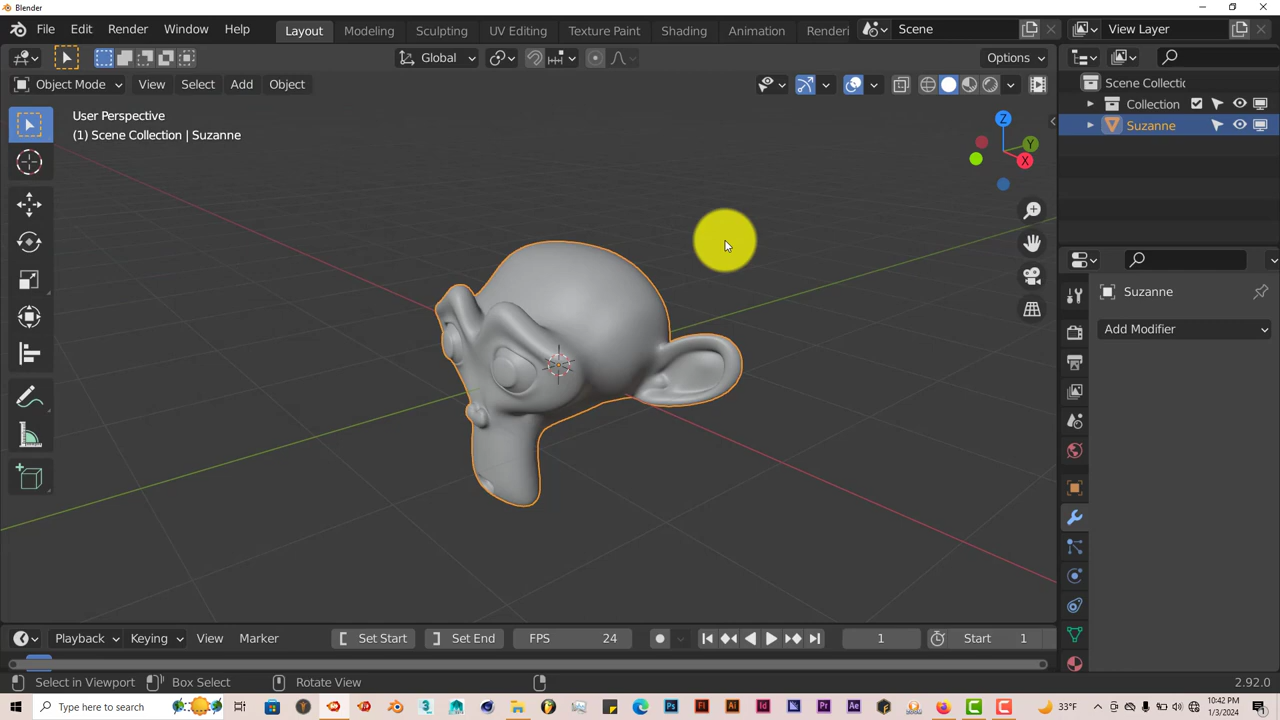 Blender
File Edit Render Window Help
Layout Modeling Sculpting UV Editing Texture Paint Shading Animation Renderi
Scene
View Layer
Global
Options
Object Mode View Select Add Object
User Perspective
(1) Scene Collection | Suzanne
Z
Y
X
Scene Collectic
Collection
Suzanne
Suzanne
Add Modifier
Playback Keying View Marker
Set Start Set End FPS 24 1 Start 1
Select in Viewport Box Select Rotate View 2.92.0
Type here to search
33°F
10:42 PM
1/3/2024